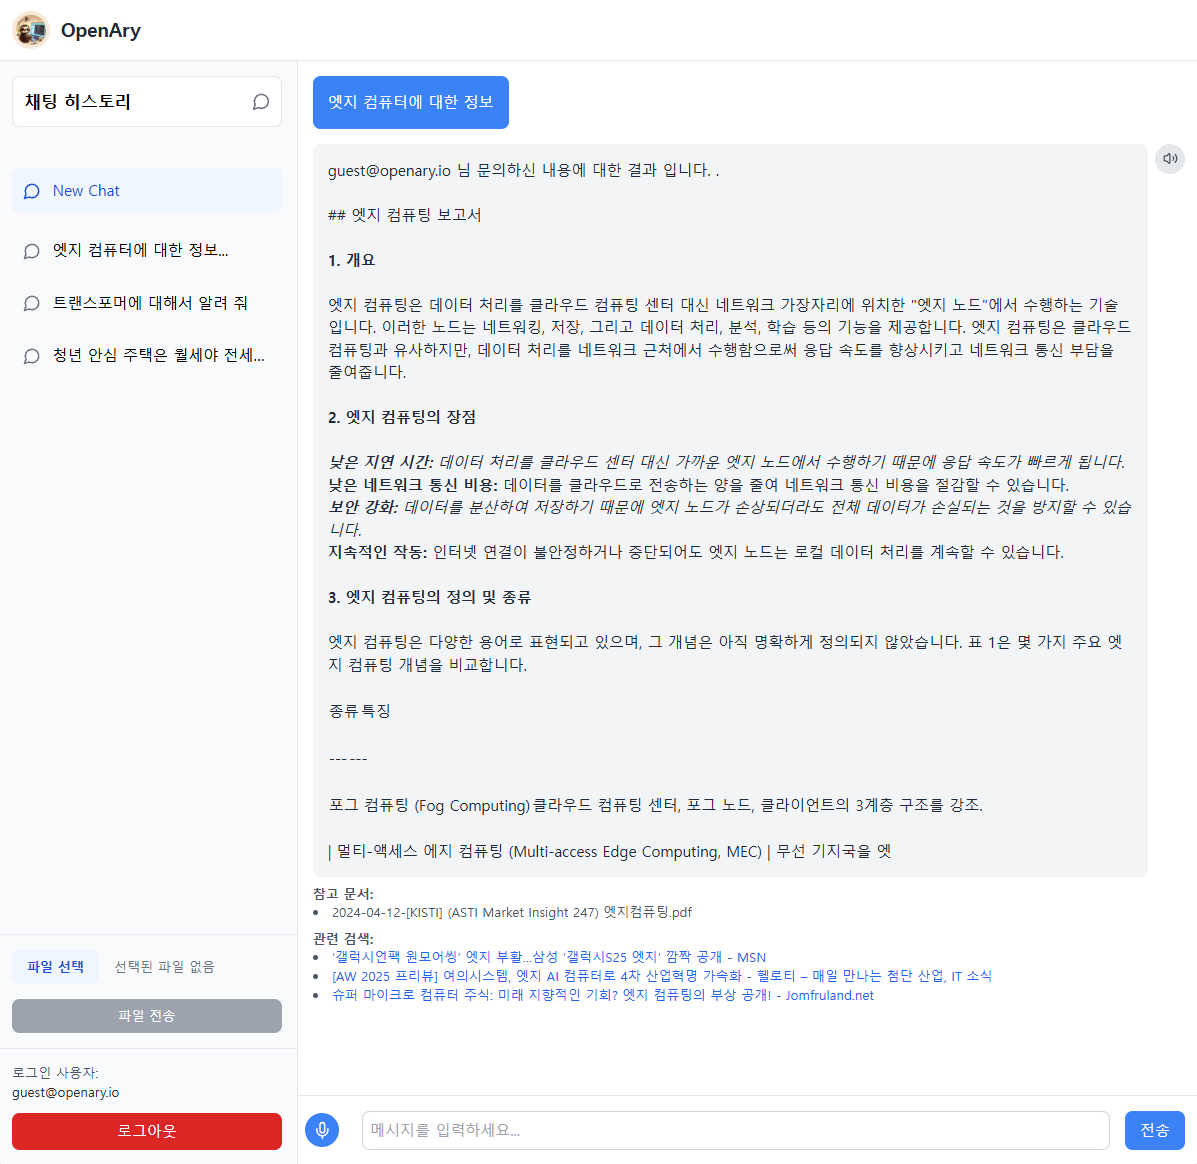 OpenAry
채팅 히스토리
New Chat
엣지 컴퓨터에 대한 정보...
트랜스포머에 대해서 알려 줘
청년 안심 주택은 월세야 전세...
파일 선택 선택된 파일 없음
파일 전송
로그인 사용자:
guest@openary.io
로그아웃
엣지 컴퓨터에 대한 정보
guest@openary.io 님 문의하신 내용에 대한 결과 입니다. .
## 엣지 컴퓨팅 보고서
1. 개요
엣지 컴퓨팅은 데이터 처리를 클라우드 컴퓨팅 센터 대신 네트워크 가장자리에 위치한 "엣지 노드"에서 수행하는 기술
입니다. 이러한 노드는 네트워킹, 저장, 그리고 데이터 처리, 분석, 학습 등의 기능을 제공합니다. 엣지 컴퓨팅은 클라우드
컴퓨팅과 유사하지만, 데이터 처리를 네트워크 근처에서 수행함으로써 응답 속도를 향상시키고 네트워크 통신 부담을
줄여줍니다.
2. 엣지 컴퓨팅의 장점
낮은 지연 시간: 데이터 처리를 클라우드 센터 대신 가까운 엣지 노드에서 수행하기 때문에 응답 속도가 빠르게 됩니다.
낮은 네트워크 통신 비용: 데이터를 클라우드로 전송하는 양을 줄여 네트워크 통신 비용을 절감할 수 있습니다.
보안 강화: 데이터를 분산하여 저장하기 때문에 엣지 노드가 손상되더라도 전체 데이터가 손실되는 것을 방지할 수 있습
니다.
지속적인 작동: 인터넷 연결이 불안정하거나 중단되어도 엣지 노드는 로컬 데이터 처리를 계속할 수 있습니다.
3. 엣지 컴퓨팅의 정의 및 종류
엣지 컴퓨팅은 다양한 용어로 표현되고 있으며, 그 개념은 아직 명확하게 정의되지 않았습니다. 표 1은 몇 가지 주요 엣
지 컴퓨팅 개념을 비교합니다.
종류 특징
--- ---
포그 컴퓨팅 (Fog Computing) 클라우드 컴퓨팅 센터, 포그 노드, 클라이언트의 3계층 구조를 강조.
| 멀티-액세스 에지 컴퓨팅 (Multi-access Edge Computing, MEC) | 무선 기지국을 엣
참고 문서:
2024-04-12-[KISTI] (ASTI Market Insight 247) 엣지컴퓨팅.pdf
관련 검색:
‘갤럭시언팩 원모어씽’ 엣지 부활...삼성 ‘갤럭시S25 엣지’ 깜짝 공개 - MSN
[AW 2025 프리뷰] 여의시스템, 엣지 AI 컴퓨터로 4차 산업혁명 가속화 - 헬로티 – 매일 만나는 첨단 산업, IT 소식
슈퍼 마이크로 컴퓨터 주식: 미래 지향적인 기회? 엣지 컴퓨팅의 부상 공개! - Jomfruland.net
메시지를 입력하세요...
전송